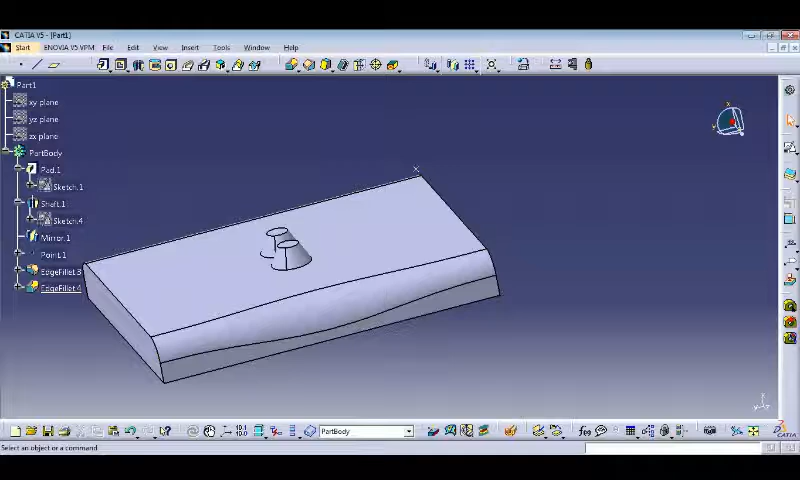 CATIA V5 - [Part1]
Start ENOVIA V5 VPM File Edit View Insert Tools Window Help
Part1
xy plane
yz plane
zx plane
PartBody
Pad.1
Sketch.1
Shaft.1
Sketch.4
Mirror.1
Point.1
EdgeFillet.3
EdgeFillet.4
PartBody
CATIA
Select an object or a command